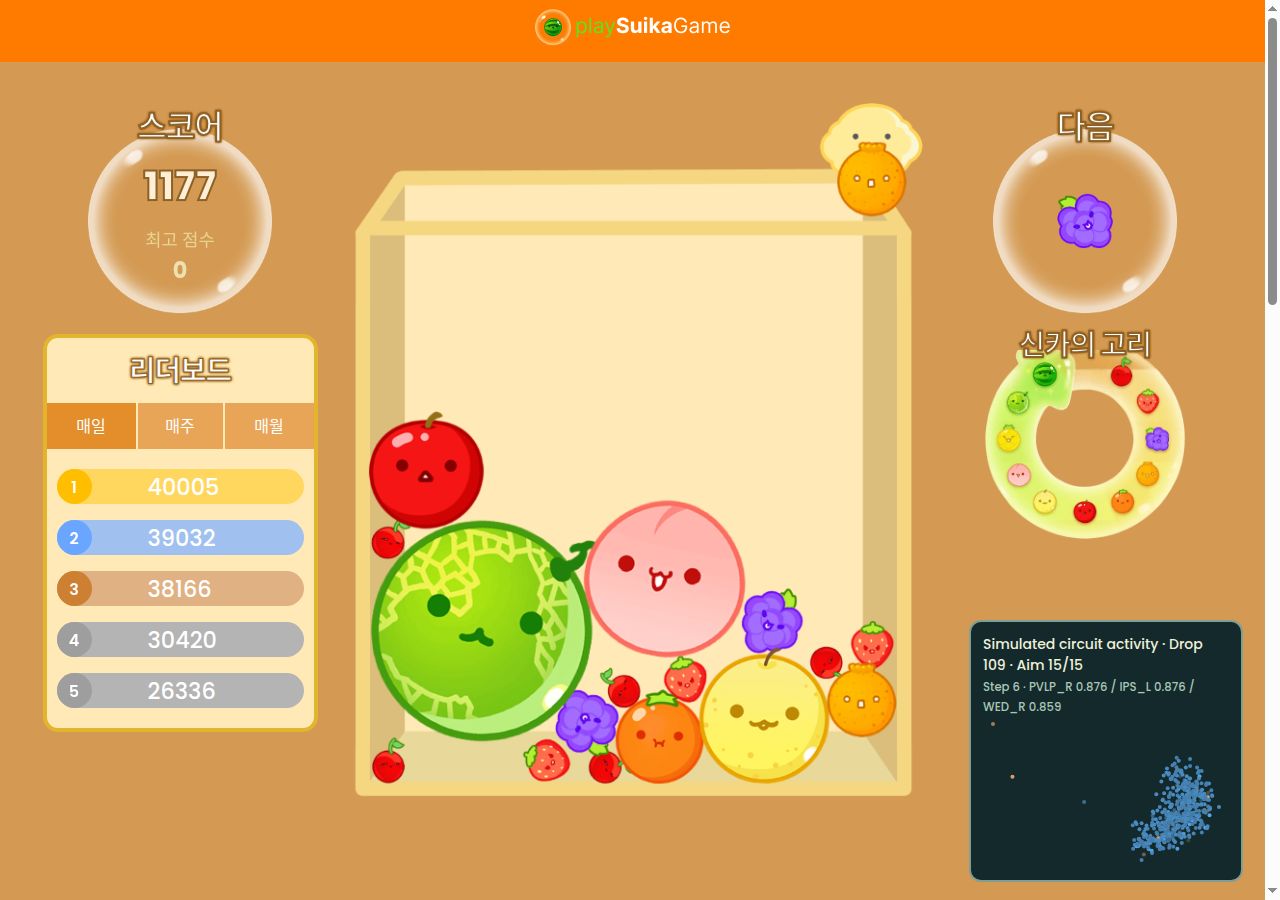 playSuikaGame
스코어
1177
최고 점수
0
리더보드
매일 매주 매월
1 40005
2 39032
3 38166
4 30420
5 26336
다음
신카의 고리
Simulated circuit activity · Drop
109 · Aim 15/15
Step 6 · PVLP_R 0.876 / IPS_L 0.876 /
WED_R 0.859